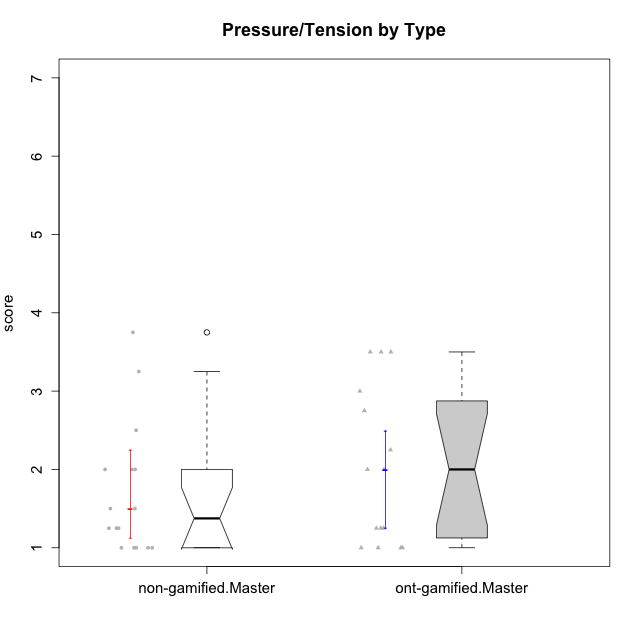 Pressure/Tension by Type
7
6
5
4
3
2
1
score
non-gamified.Master
ont-gamified.Master